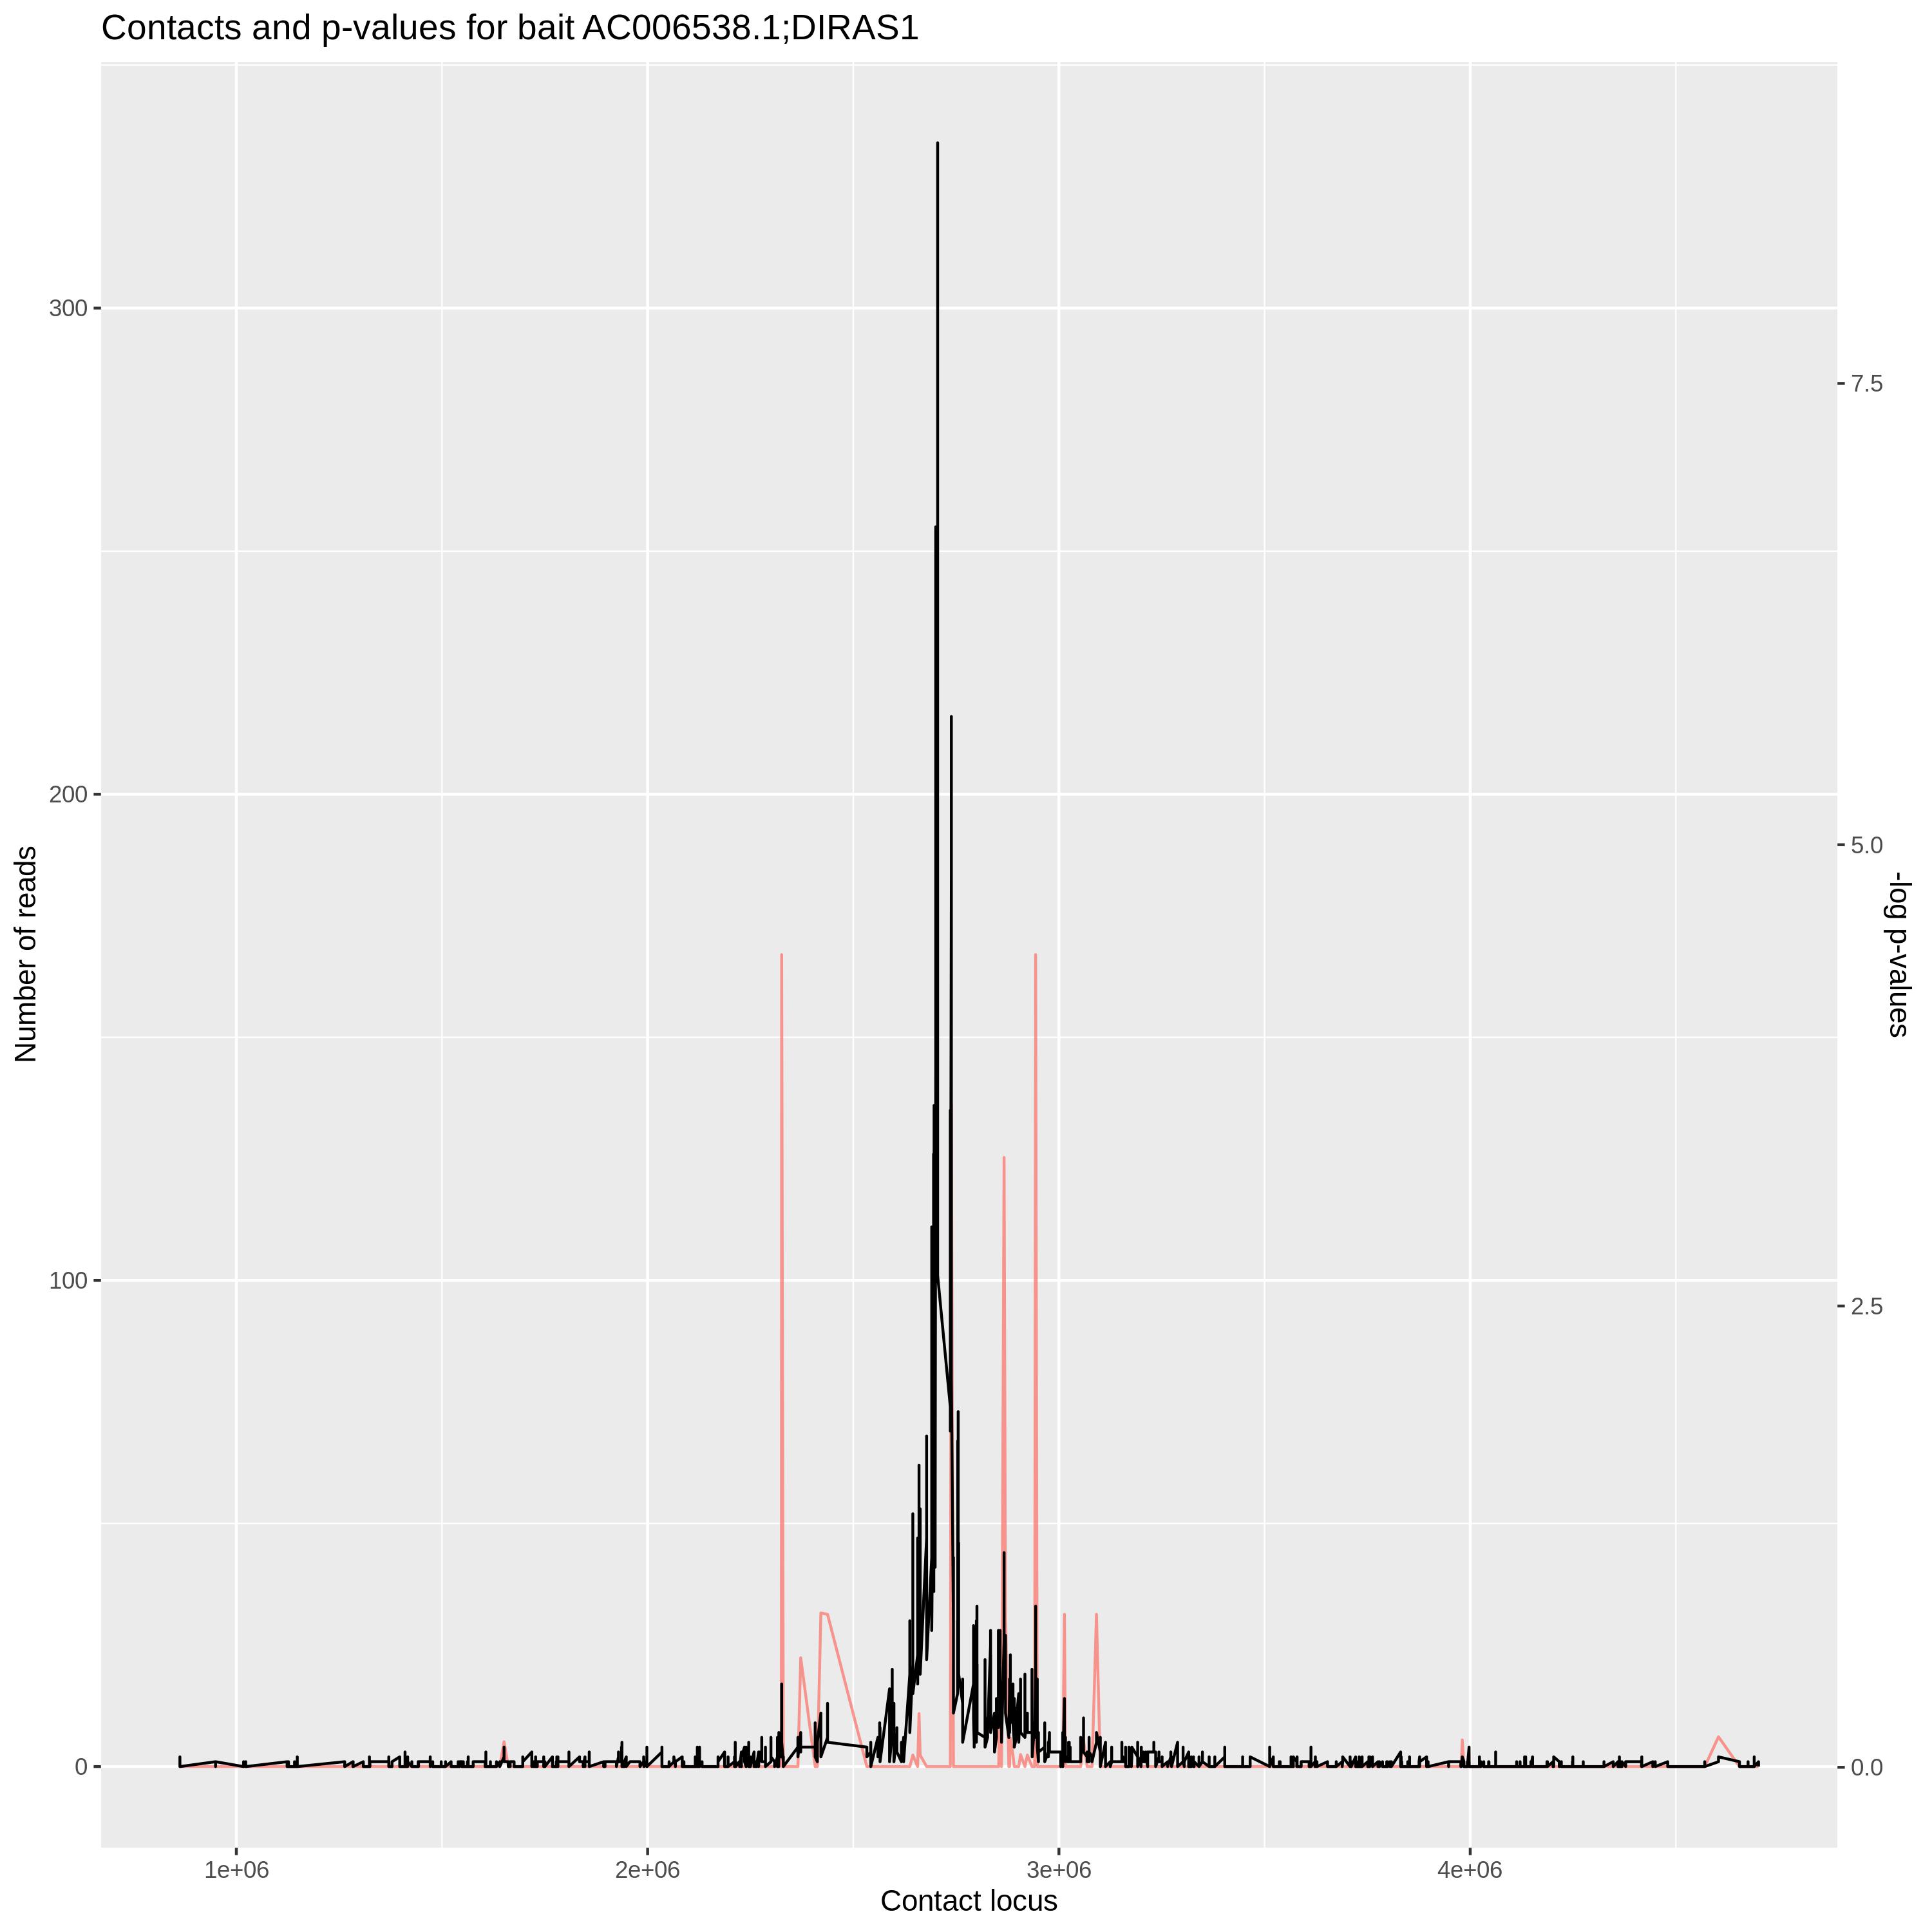 Contacts and p-values for bait AC006538.1;DIRAS1
300
200
100
0
Number of reads
7.5
5.0
2.5
0.0
-log p-values
1e+06 2e+06 3e+06 4e+06
Contact locus